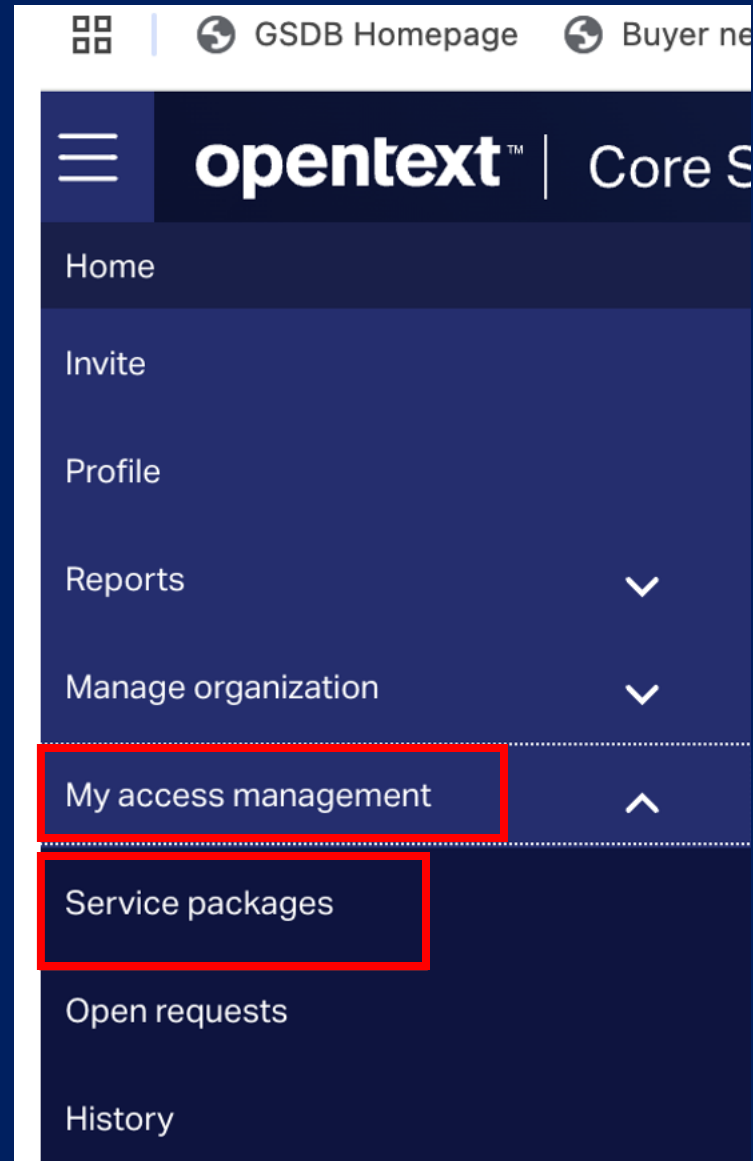 GSDB Homepage Buyer ne
opentext™ | Core S
Home
Invite
Profile
Reports
Manage organization
My access management
Service packages
Open requests
History